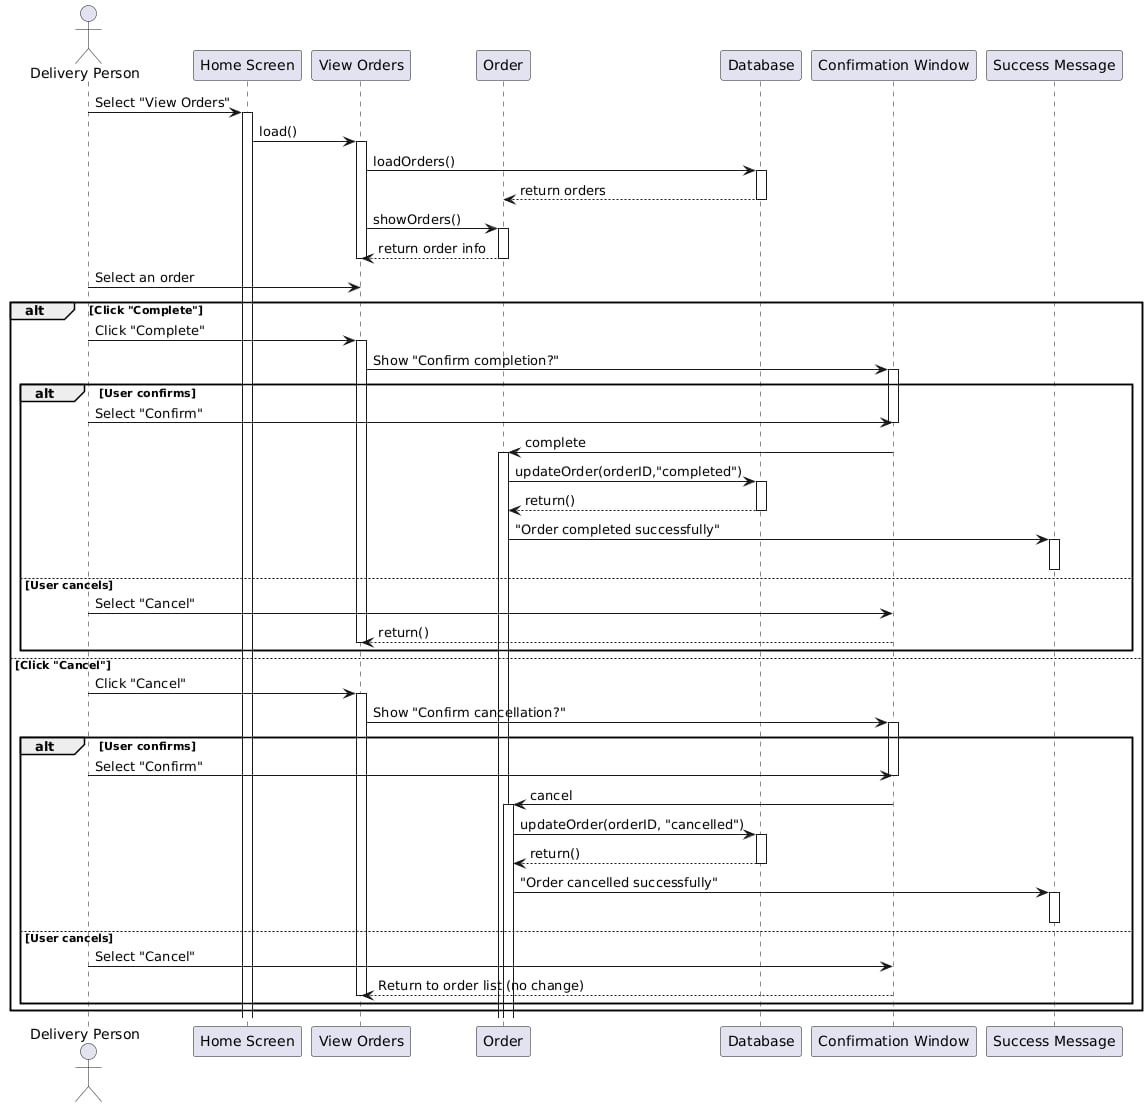 Delivery Person
Home Screen
View Orders
Order
Database
Confirmation Window
Success Message
Select "View Orders"
load()
loadOrders()
return orders
showOrders()
return order info
Select an order
alt
[Click "Complete"]
Click "Complete"
Show "Confirm completion?"
alt
[User confirms]
Select "Confirm"
complete
updateOrder(orderID,"completed")
return()
"Order completed successfully"
[User cancels]
Select "Cancel"
return()
[Click "Cancel"]
Click "Cancel"
Show "Confirm cancellation?"
alt
[User confirms]
Select "Confirm"
cancel
updateOrder(orderID, "cancelled")
return()
"Order cancelled successfully"
[User cancels]
Select "Cancel"
Return to order list (no change)
Delivery Person
Home Screen
View Orders
Order
Database
Confirmation Window
Success Message